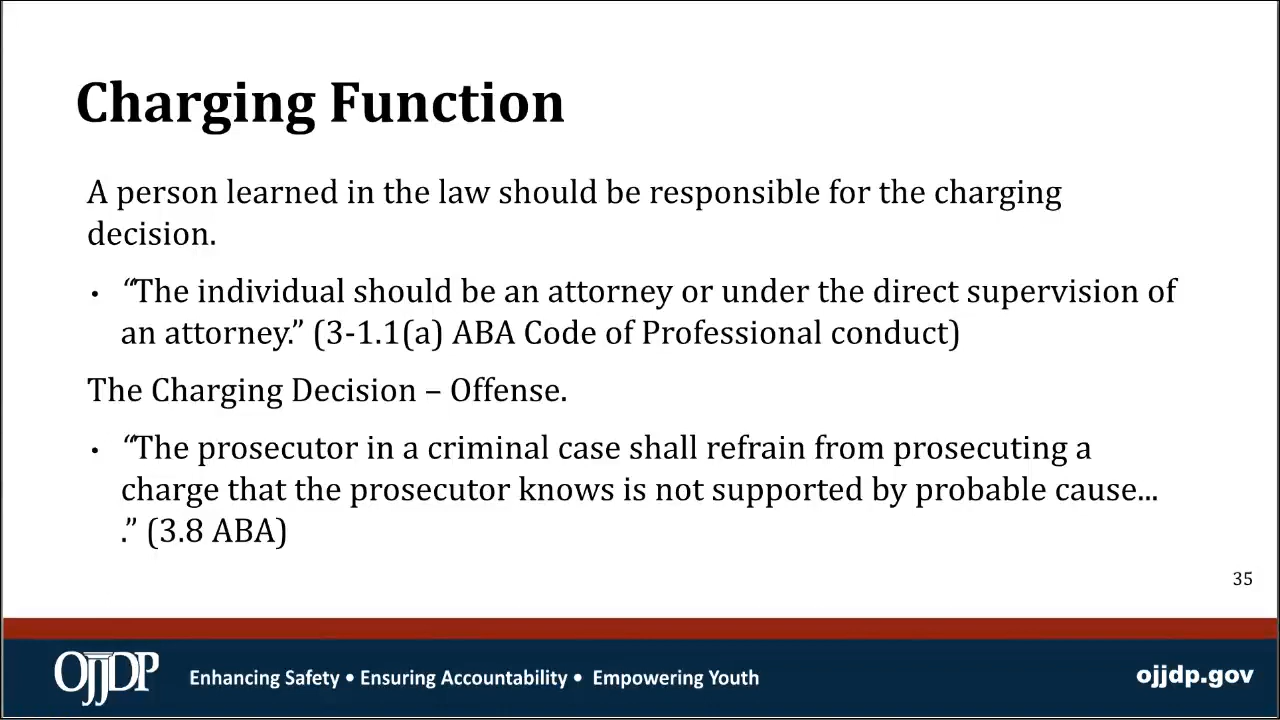 Charging Function
A person learned in the law should be responsible for the charging
decision.
• “The individual should be an attorney or under the direct supervision of
an attorney.” (3-1.1(a) ABA Code of Professional conduct)
The Charging Decision – Offense.
• “The prosecutor in a criminal case shall refrain from prosecuting a
charge that the prosecutor knows is not supported by probable cause...
.” (3.8 ABA)
35
OJJDP
Enhancing Safety • Ensuring Accountability • Empowering Youth
ojjdp.gov